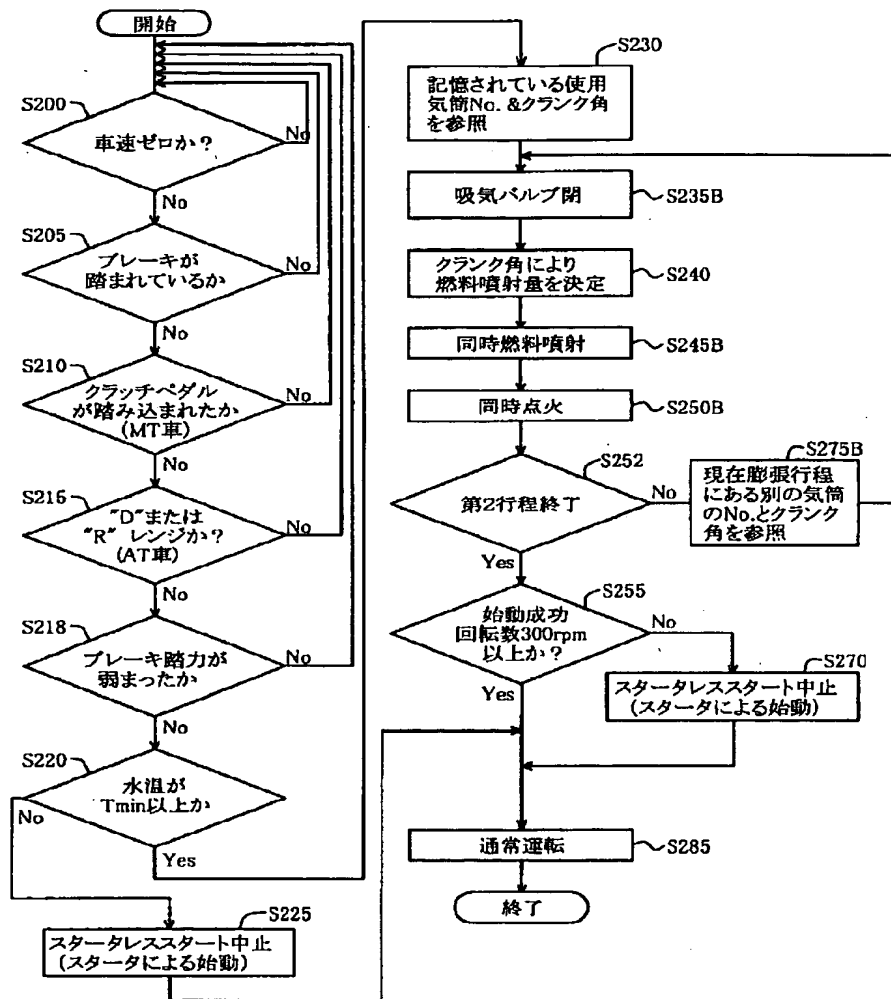 開始
S200
車速ゼロか？
No
No
S205
ブレーキが
踏まれているか
No
No
S210
クラッチペダル
が踏み込まれたか
(MT車)
No
No
S215
"D"または
"R" レンジか？
(AT車)
No
No
S218
ブレーキ踏力が
弱まったか
No
No
S220
水温が
Tmin以上か
No
Yes
S225
スタータレススタート中止
(スタータによる始動)
S230
記憶されている使用
気筒No. &クランク角
を参照
吸気バルブ閉
S235B
クランク角により
燃料噴射量を決定
S240
同時燃料噴射
S245B
同時点火
S250B
S252
第2行程終了
No
Yes
S275B
現在膨張行程
にある別の気筒
のNo.とクランク
角を参照
S255
始動成功
回転数300rpm
以上か？
No
Yes
S270
スタータレススタート中止
(スタータによる始動)
通常運転
S285
終了